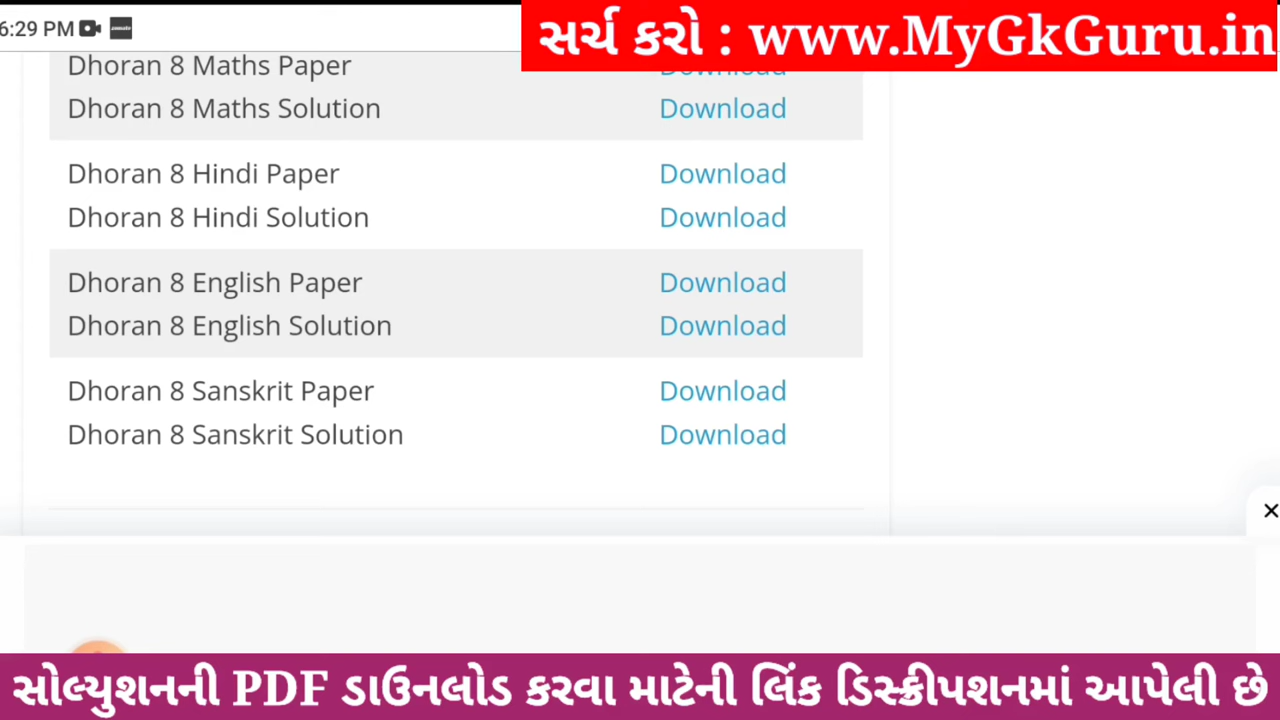 6:29 PM
સર્ચ કરો : www.MyGkGuru.in
Dhoran 8 Maths Paper Download
Dhoran 8 Maths Solution Download
Dhoran 8 Hindi Paper Download
Dhoran 8 Hindi Solution Download
Dhoran 8 English Paper Download
Dhoran 8 English Solution Download
Dhoran 8 Sanskrit Paper Download
Dhoran 8 Sanskrit Solution Download
સોલ્યુશનની PDF ડાઉનલોડ કરવા માટેની લિંક ડિસ્ક્રીપશનમાં આપેલી છે